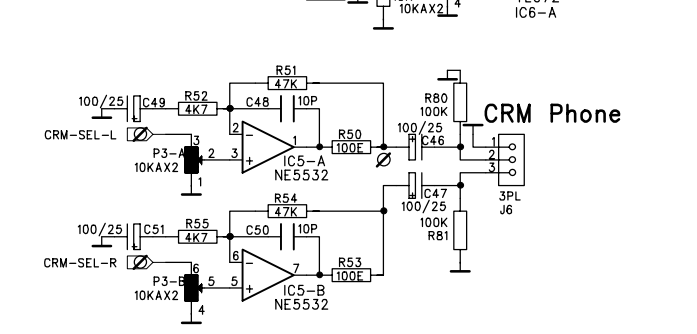 10KAX2 4
IC6-A
R51
47K
100/25 C49 R52 C48 10P
4K7
CRM-SEL-L
3
P3-A 2
10KAX2
1
2
3
1
IC5-A
NE5532
R50
100E
100/25
C46
R80
100K
CRM Phone
1
2
3
3PL
J6
C47
100/25
100K
R81
R54
47K
100/25 C51 R55 C50 10P
4K7
CRM-SEL-R
6
P3-B 5
10KAX2
4
6
5
7
IC5-B
NE5532
R53
100E